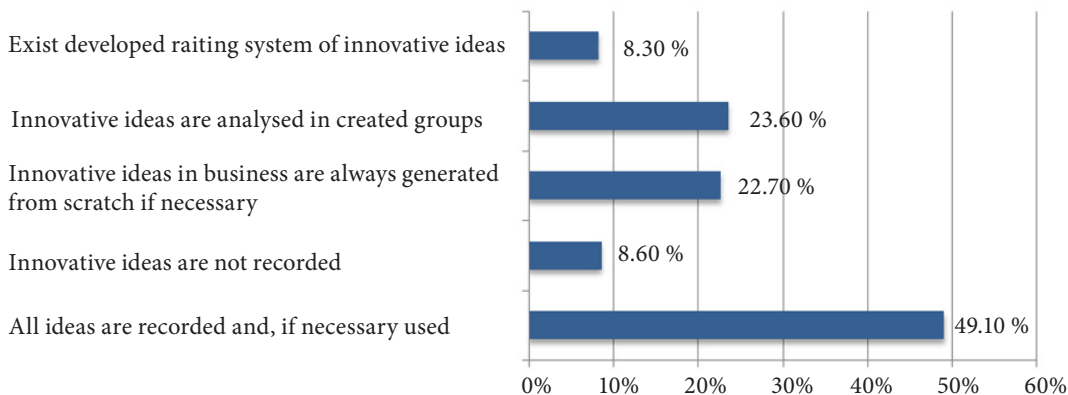 Exist developed raiting system of innovative ideas
8.30 %
Innovative ideas are analysed in created groups
23.60 %
Innovative ideas in business are always generated
from scratch if necessary
22.70 %
Innovative ideas are not recorded
8.60 %
All ideas are recorded and, if necessary used
49.10 %
0% 10% 20% 30% 40% 50% 60%